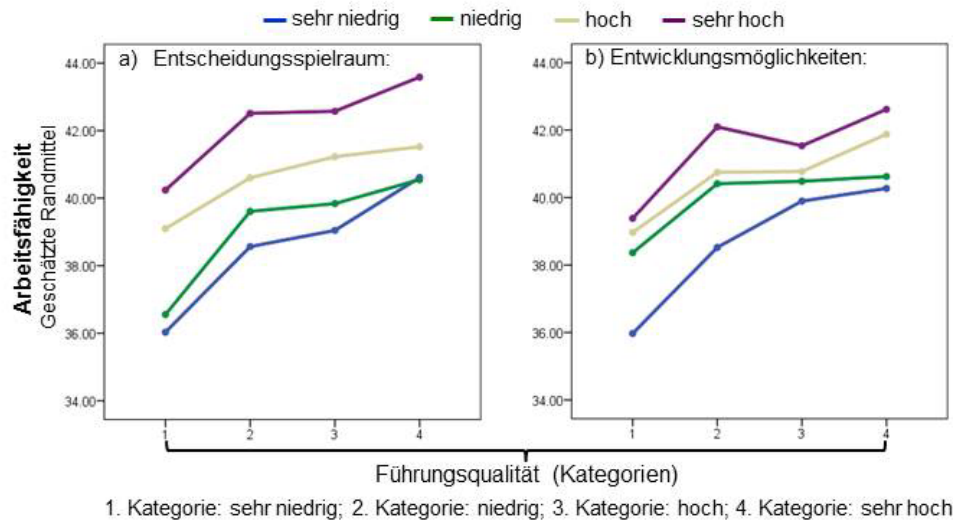 sehr niedrig niedrig hoch sehr hoch
a) Entscheidungsspielraum:
b) Entwicklungsmöglichkeiten:
Arbeitsfähigkeit
Geschätzte Randmittel
44.00
42.00
40.00
38.00
36.00
34.00
1 2 3 4
44.00
42.00
40.00
38.00
36.00
34.00
1 2 3 4
Führungsqualität (Kategorien)
1. Kategorie: sehr niedrig; 2. Kategorie: niedrig; 3. Kategorie: hoch; 4. Kategorie: sehr hoch